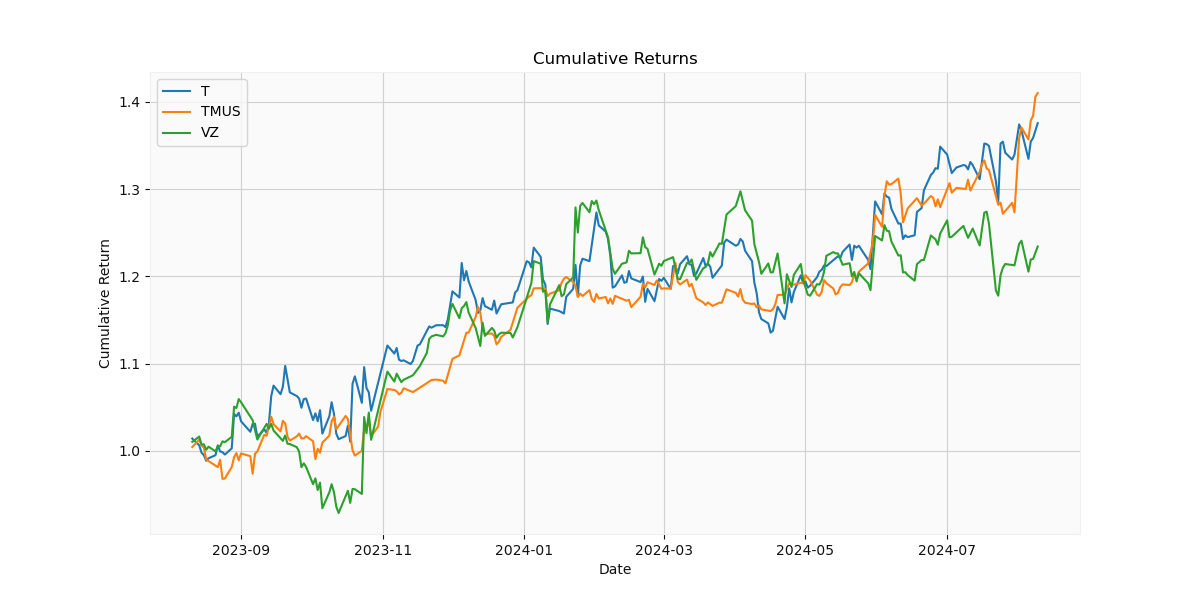 Cumulative Returns
T
TMUS
VZ
Cumulative Return
1.4
1.3
1.2
1.1
1.0
2023-09 2023-11 2024-01 2024-03 2024-05 2024-07
Date